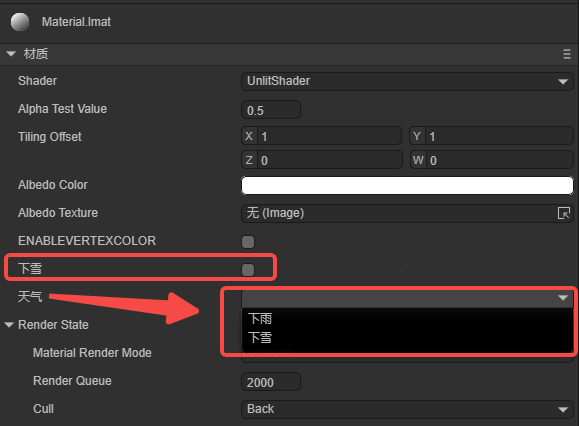 Material.lmat
材质
Shader UnlitShader
Alpha Test Value 0.5
Tiling Offset X 1 Y 1
Z 0 W 0
Albedo Color
Albedo Texture 无 (Image)
ENABLEVERTEXCOLOR
下雪
天气
下雨
Render State
下雪
Material Render Mode
Render Queue 2000
Cull Back